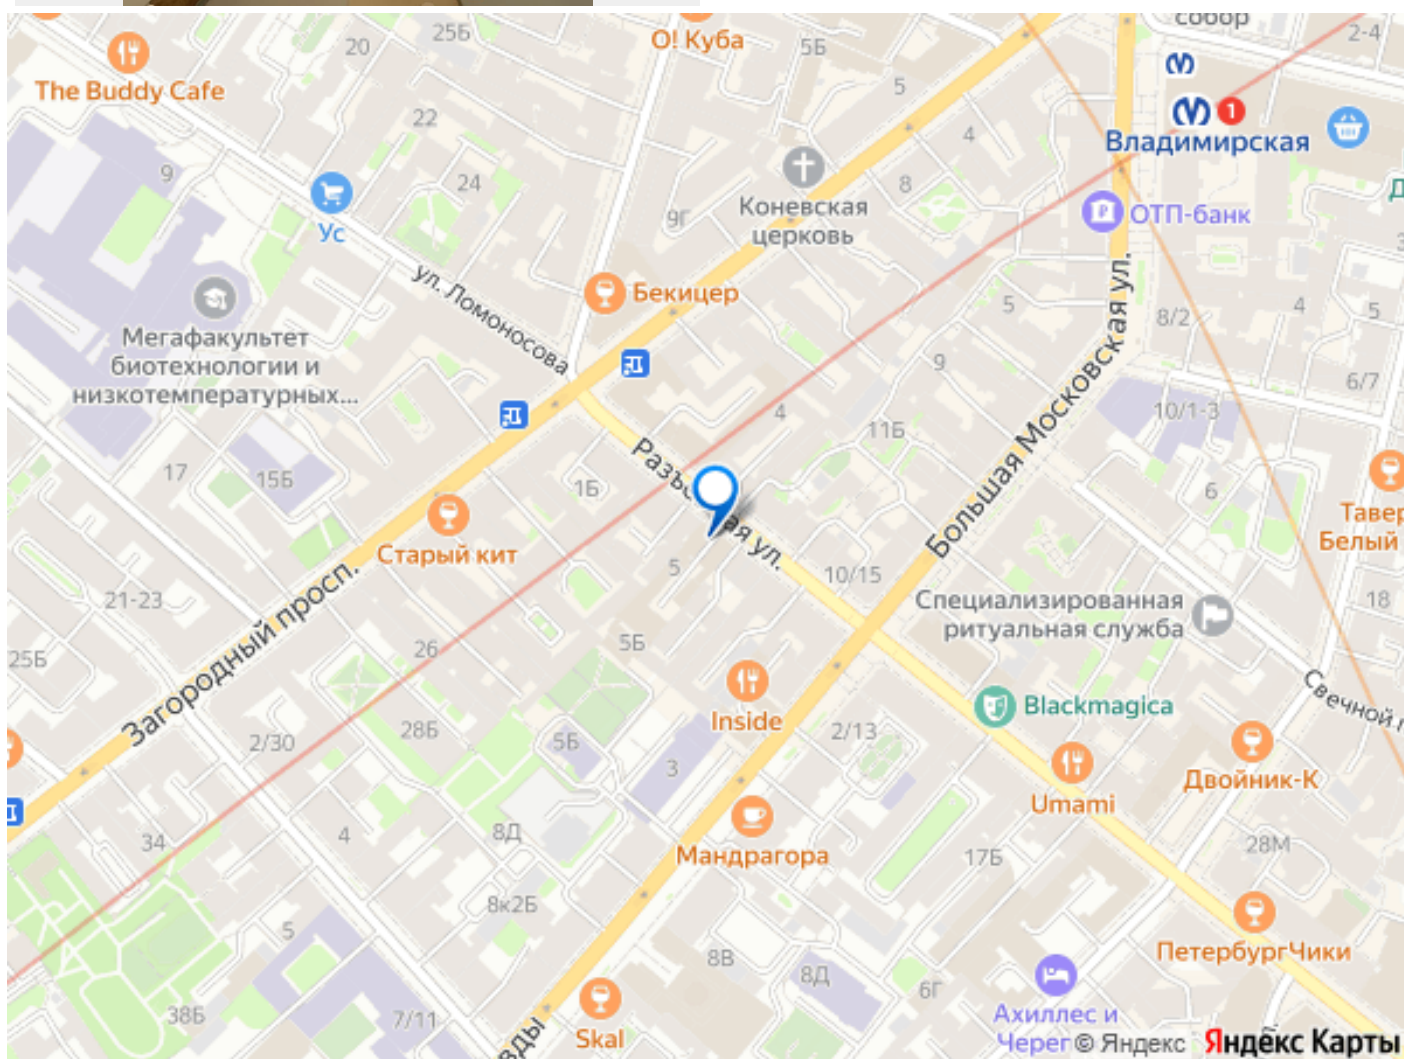 собор
2-4
20
25Б
О! Куба
5Б
The Buddy Cafe
5
22
4
1
Владимирская
9
24
8
Ус
9Г
Коневская
церковь
ОТП-банк
ул. Ломоносова
Бекицер
5
8/2
4
5
Мегафакультет
биотехнологии и
низкотемпературных...
9
6/7
4
10/1-3
11Б
Большая Московская ул.
17
15Б
1Б
6
Старый кит
Тавер
Белый
5
10/15
21-23
Специализированная
ритуальная служба
18
Загородный просп.
25Б
26
5Б
Свечной
Inside
Blackmagica
28Б
2/30
5Б
2/13
3
Двойник-К
Umami
34
4
8Д
Мандрагора
17Б
28М
8к2Б
5
ПетербургЧики
8В
8Д
6Г
38Б
7/11
Skal
Ахиллес и
Черег
© Яндекс Яндекс Карты